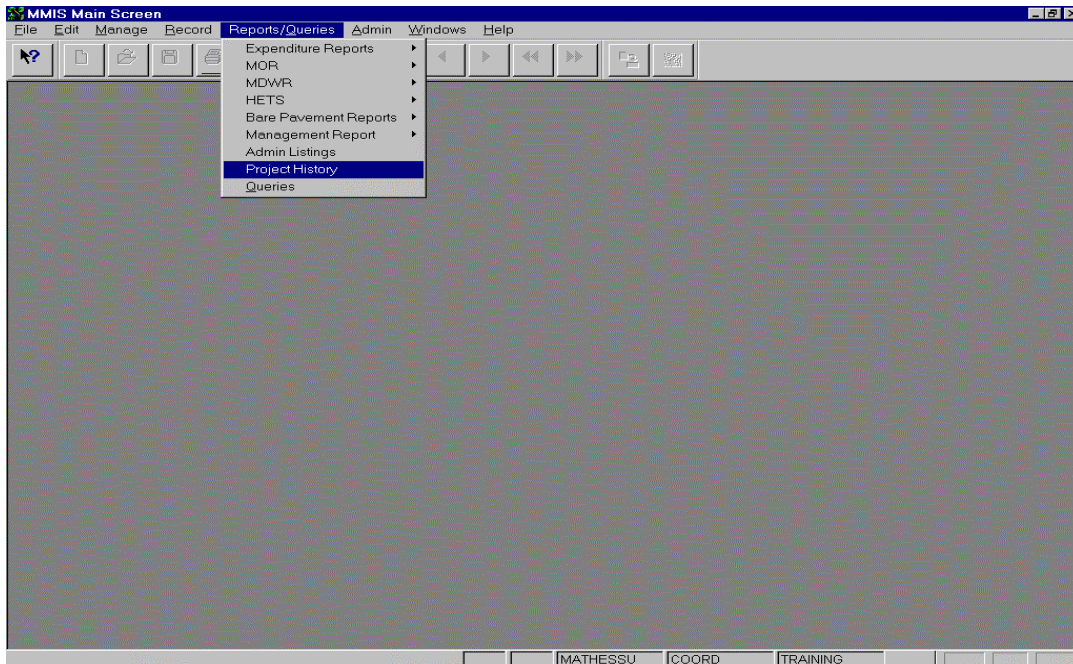 MMIS Main Screen
File Edit Manage Record Reports/Queries Admin Windows Help
Expenditure Reports
MOR
MDWR
HETS
Bare Pavement Reports
Management Report
Admin Listings
Project History
Queries
MATHESSU COORD TRAINING